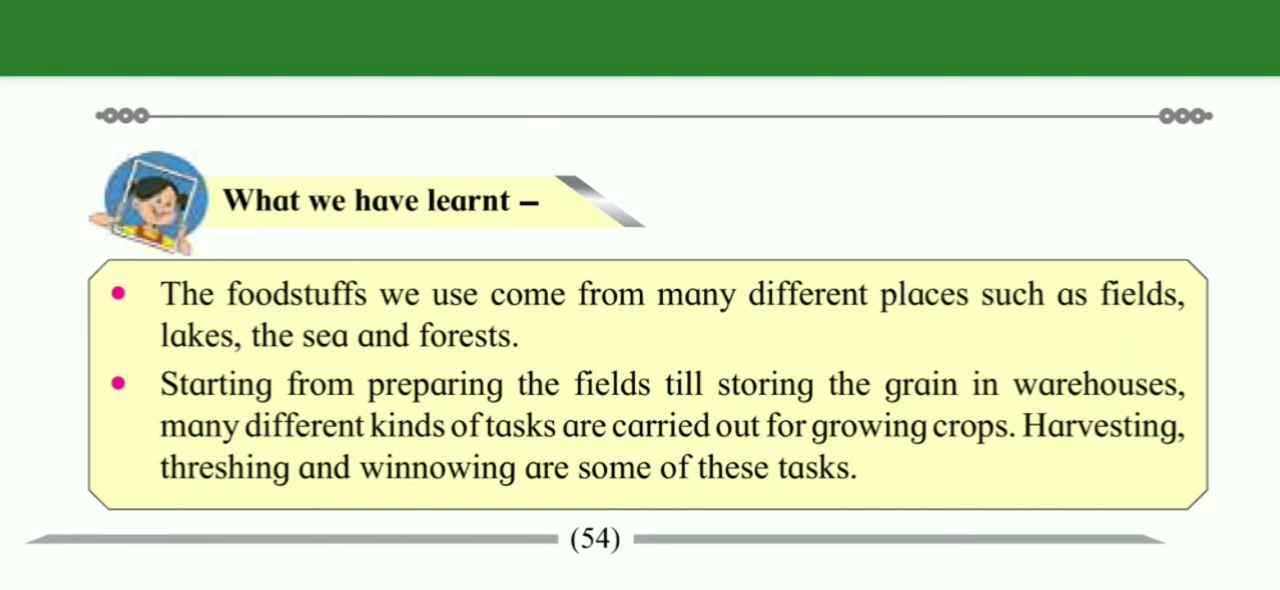 What we have learnt –
• The foodstuffs we use come from many different places such as fields,
lakes, the sea and forests.
• Starting from preparing the fields till storing the grain in warehouses,
many different kinds of tasks are carried out for growing crops. Harvesting,
threshing and winnowing are some of these tasks.
(54)